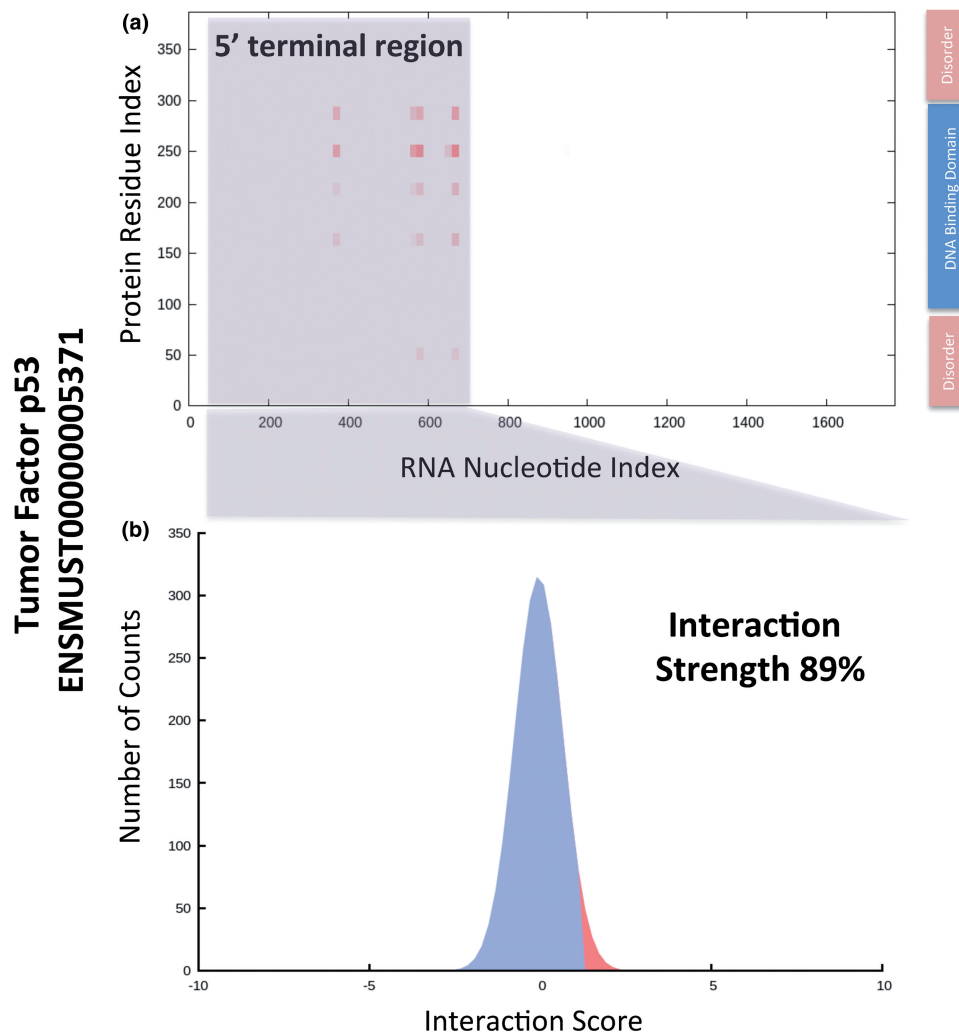 Tumor Factor p53
ENSMUST00000005371
(a)
5’ terminal region
Protein Residue Index
350
300
250
200
150
100
50
0
0 200 400 600 800 1000 1200 1400 1600
RNA Nucleotide Index
Disorder
DNA Binding Domain
Disorder
(b)
Number of Counts
350
300
250
200
150
100
50
0
-10 -5 0 5 10
Interaction Score
Interaction
Strength 89%